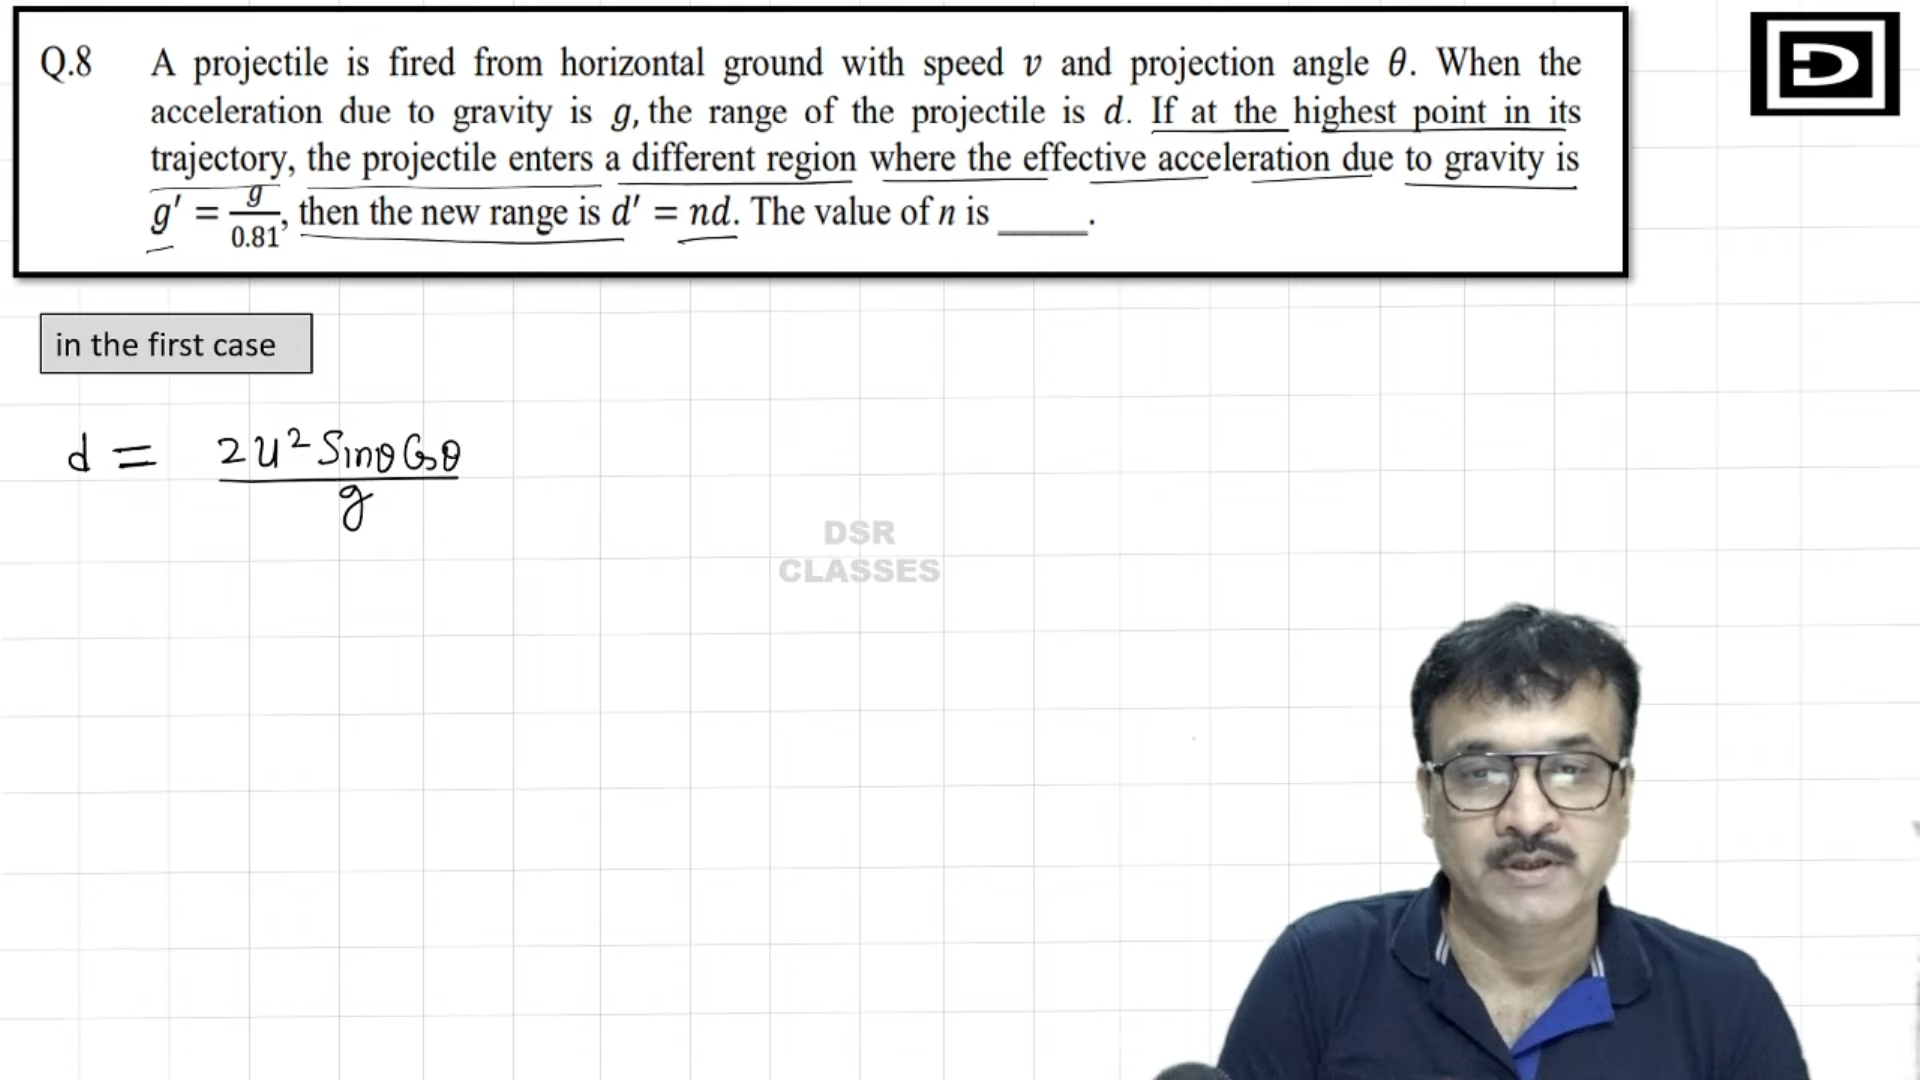 Q.8 A projectile is fired from horizontal ground with speed v and projection angle θ. When the
acceleration due to gravity is g, the range of the projectile is d. If at the highest point in its
trajectory, the projectile enters a different region where the effective acceleration due to gravity is
g′ = g/0.81, then the new range is d′ = nd. The value of n is _____.
in the first case
d = 2u² Sinθ Cosθ / g
DSR
CLASSES